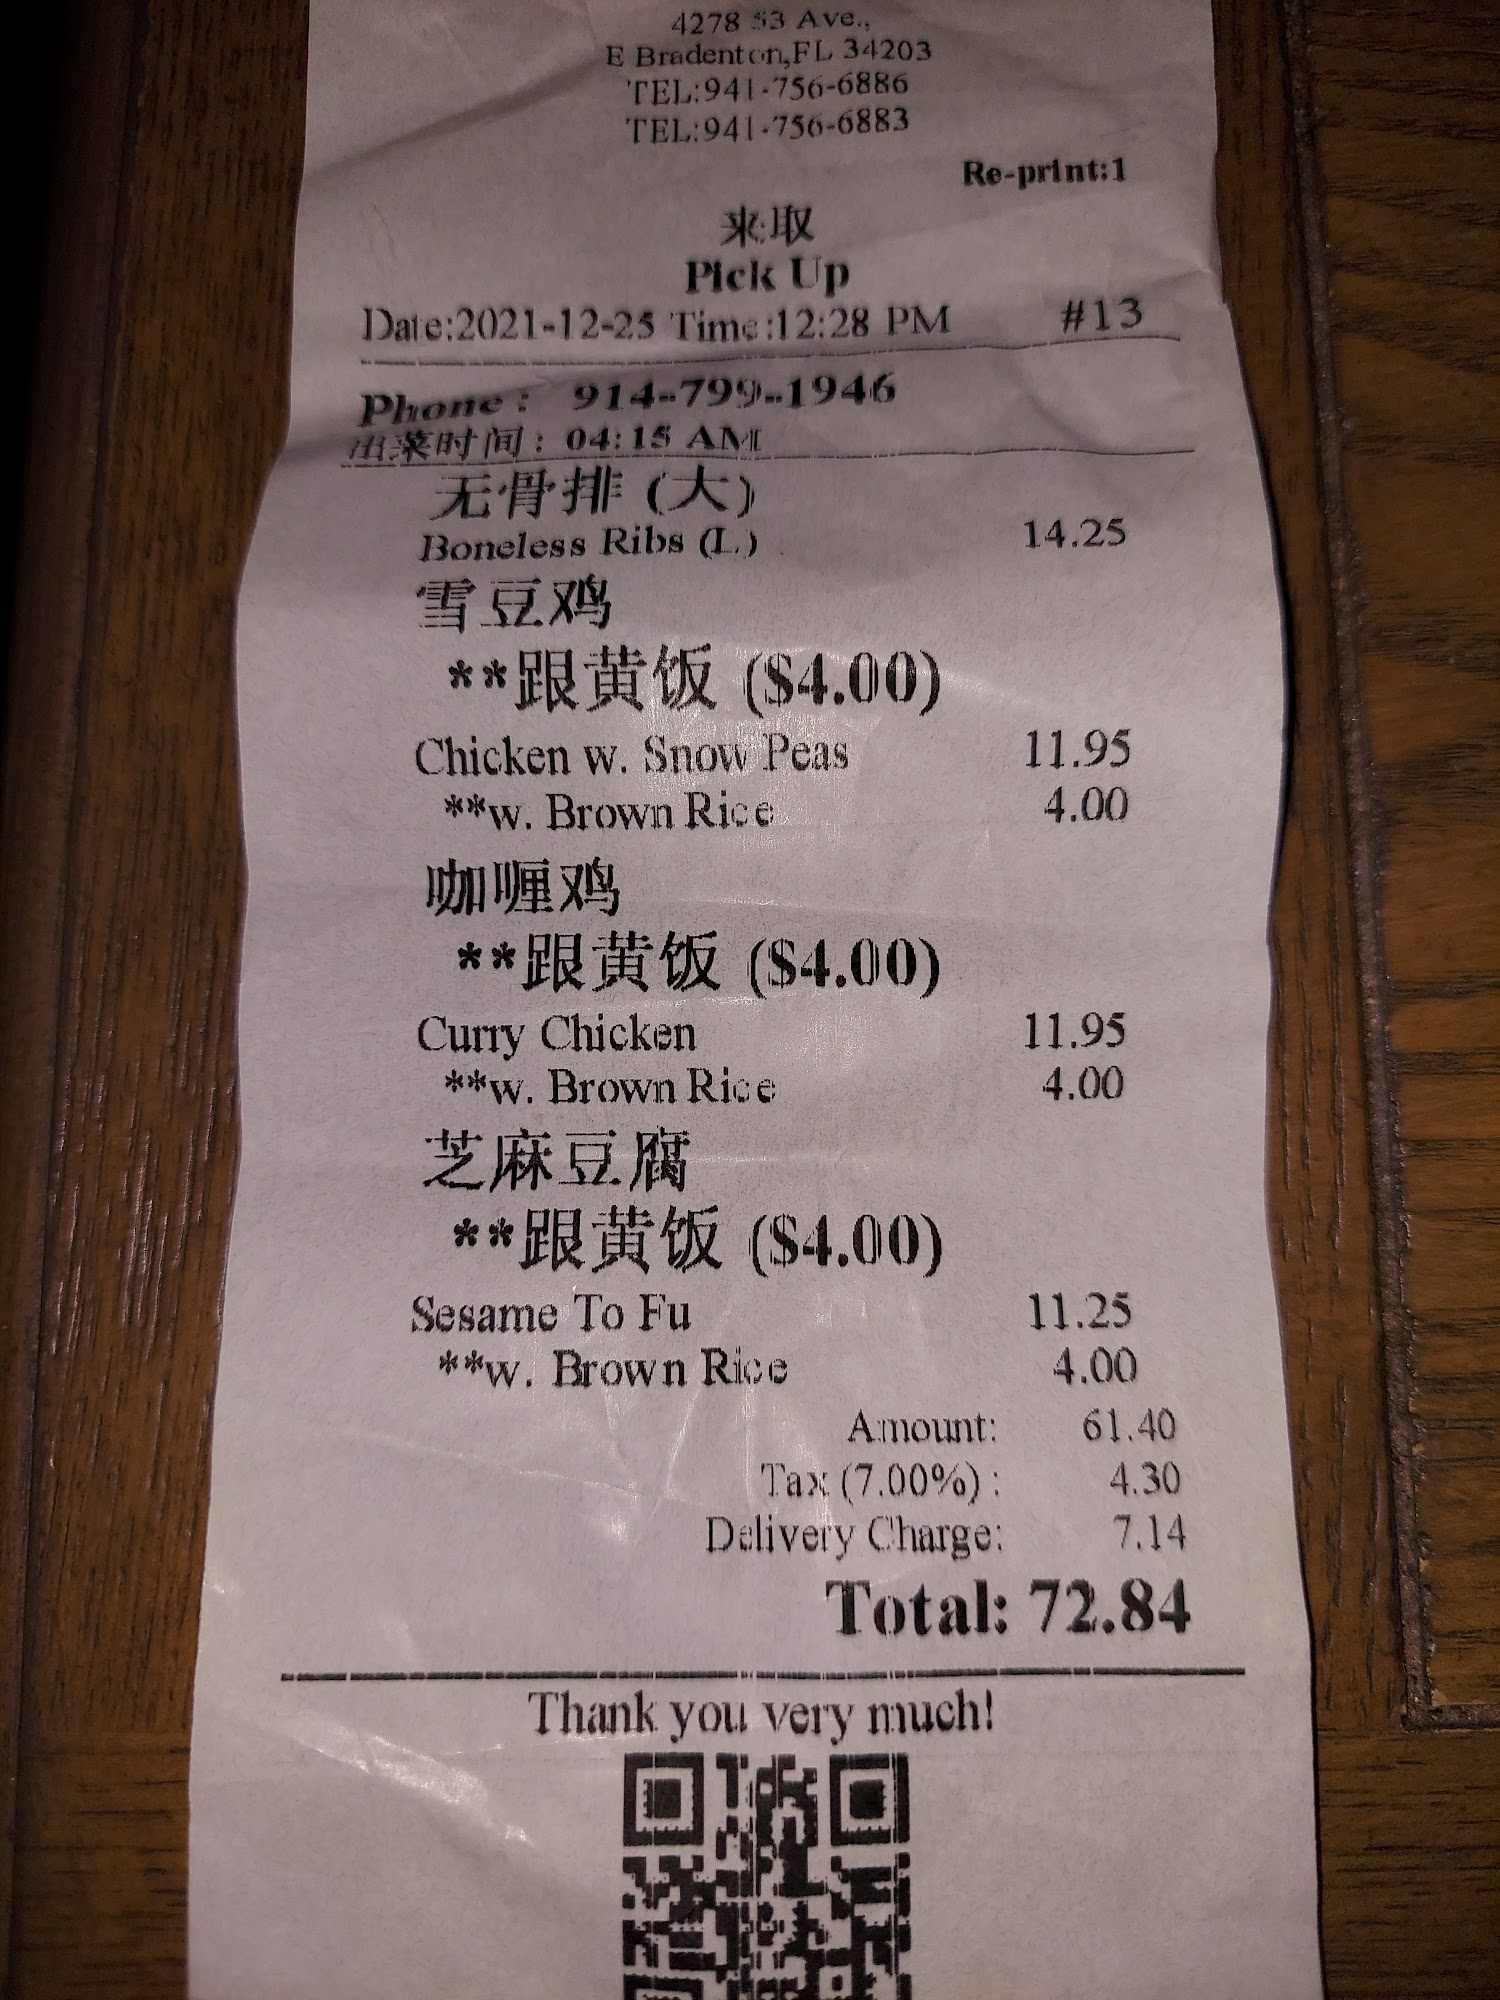 4278 53 Ave.,
E Bradenton,FL 34203
TEL:941-756-6886
TEL:941-756-6883
Re-print:1
来取
Pick Up
Date:2021-12-25 Time:12:28 PM #13
Phone: 914-799-1946
出菜时间: 04:15 AM
无骨排 (大)
Boneless Ribs (L) 14.25
雪豆鸡
**跟黄饭 ($4.00)
Chicken w. Snow Peas 11.95
**w. Brown Rice 4.00
咖喱鸡
**跟黄饭 ($4.00)
Curry Chicken 11.95
**w. Brown Rice 4.00
芝麻豆腐
**跟黄饭 ($4.00)
Sesame To Fu 11.25
**w. Brown Rice 4.00
Amount: 61.40
Tax (7.00%) : 4.30
Delivery Charge: 7.14
Total: 72.84
Thank you very much!